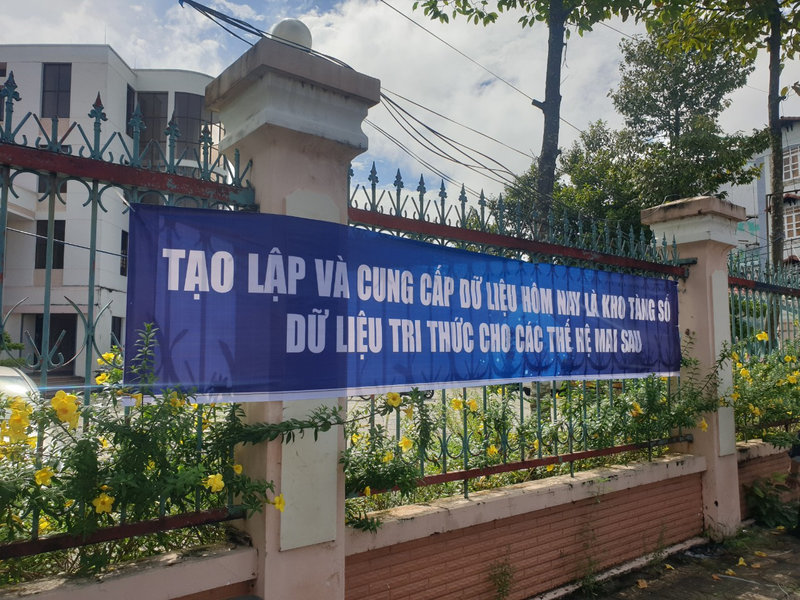 TẠO LẬP VÀ CUNG CẤP DỮ LIỆU HÔM NAY LÀ KHO TÀNG SỐ
DỮ LIỆU TRI THỨC CHO CÁC THẾ HỆ MAI SAU